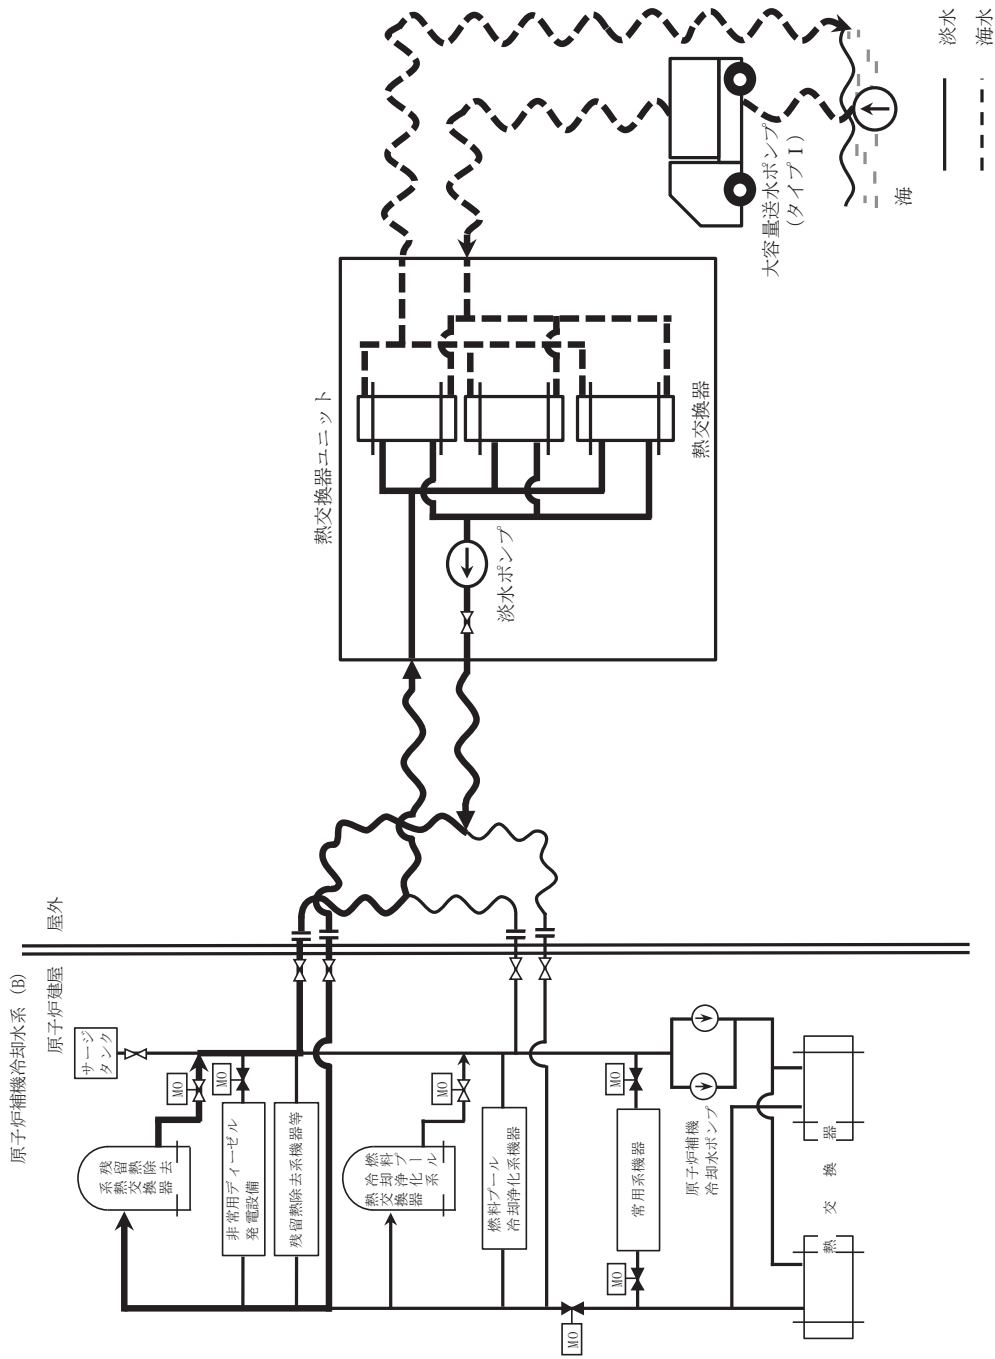 原子炉補機冷却水系 (B)
原子炉建屋
屋外
サージ
タンク
MO
MO
残留熱除去
系熱交換器
非常用ディーゼル
発電設備
残留熱除去系機器等
MO
燃料プール
冷却浄化系
熱交換器
燃料プール
冷却浄化系機器
MO
MO
常用系機器
MO
原子炉補機
冷却水ポンプ
熱交換器
熱交換器ユニット
淡水ポンプ
熱交換器
大容量送水ポンプ
(タイプⅠ)
海
淡水
海水